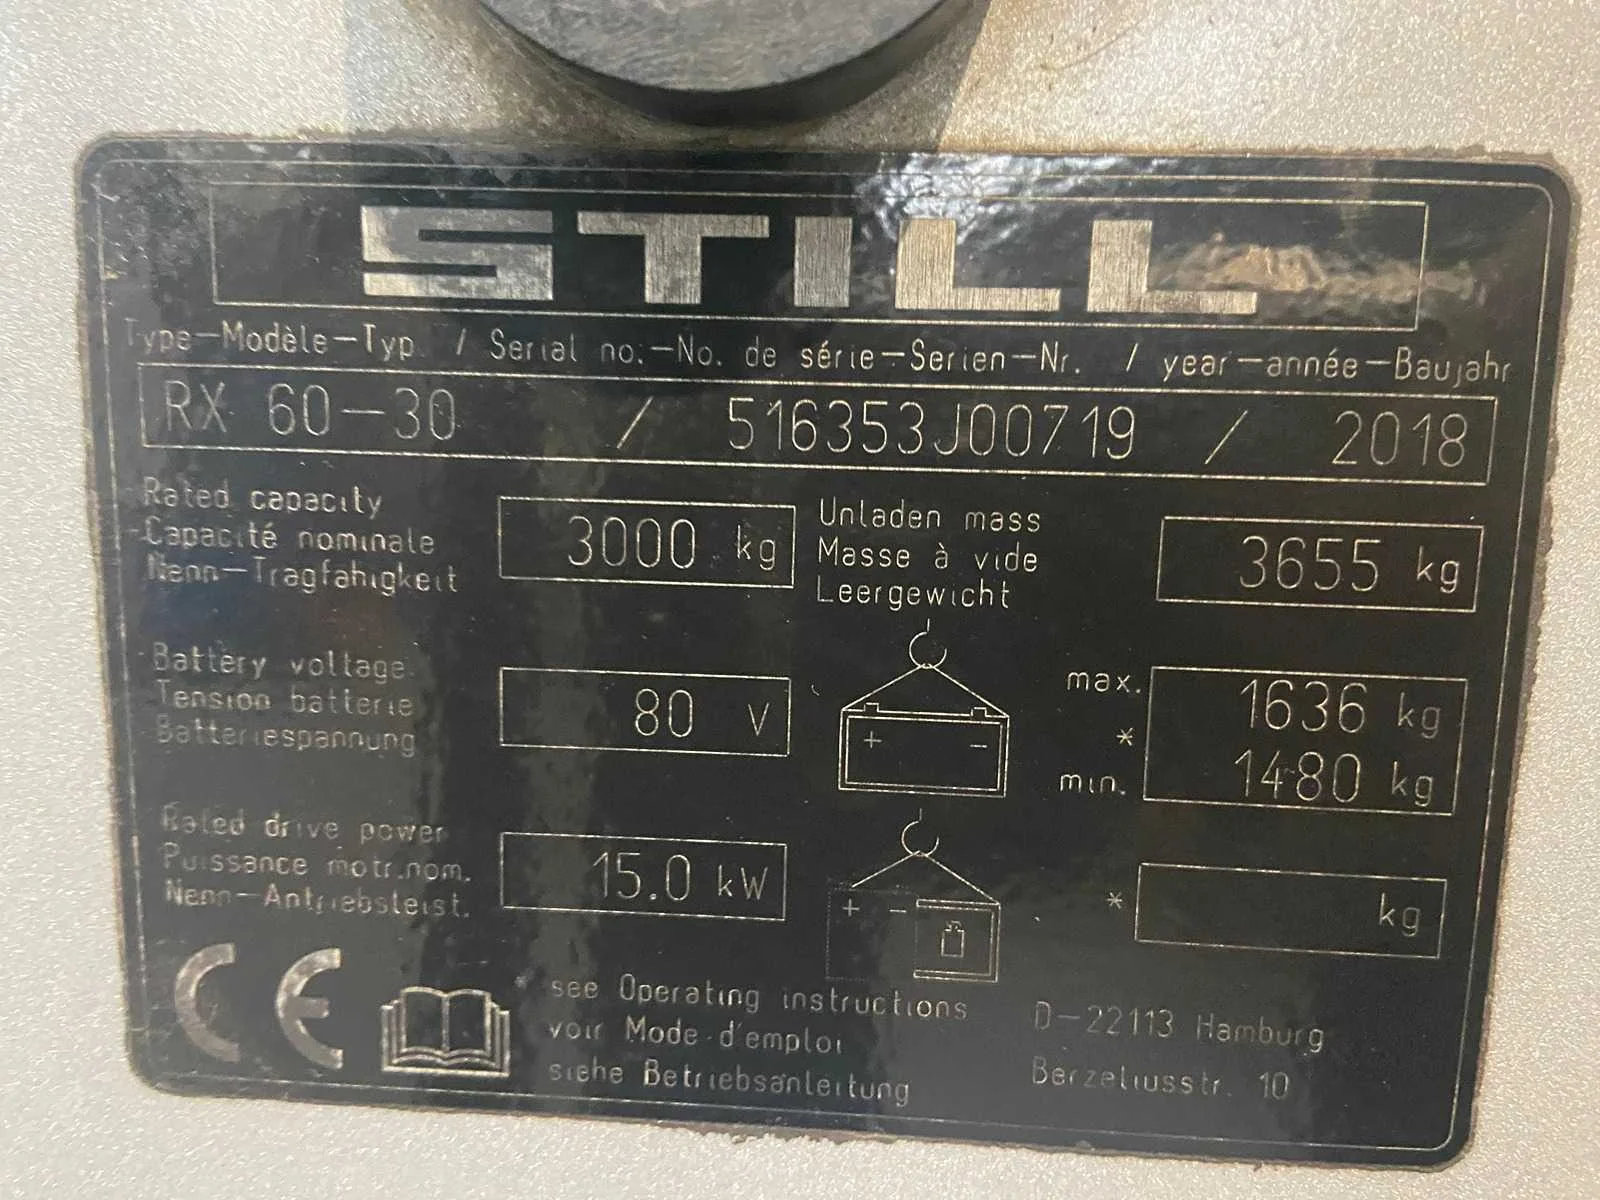 STILL
Type-Modèle-Typ. / Serial no.-No. de série-Serien-Nr. / year-année-Baujahr
RX 60-30 / 516353J00719 / 2018
Rated capacity
Capacité nominale
Nenn-Tragfähigkeit
3000 kg
Unladen mass
Masse à vide
Leergewicht
3655 kg
Battery voltage
Tension batterie
Batteriespannung
80 V
+ -
max. 1636 kg
*
min. 1480 kg
Rated drive power
Puissance motr.nom.
Nenn-Antriebsleist.
15.0 kW
+ -
* kg
CE
* see Operating instructions
voir Mode d'emploi
siehe Betriebsanleitung
D-22113 Hamburg
Berzeliusstr. 10